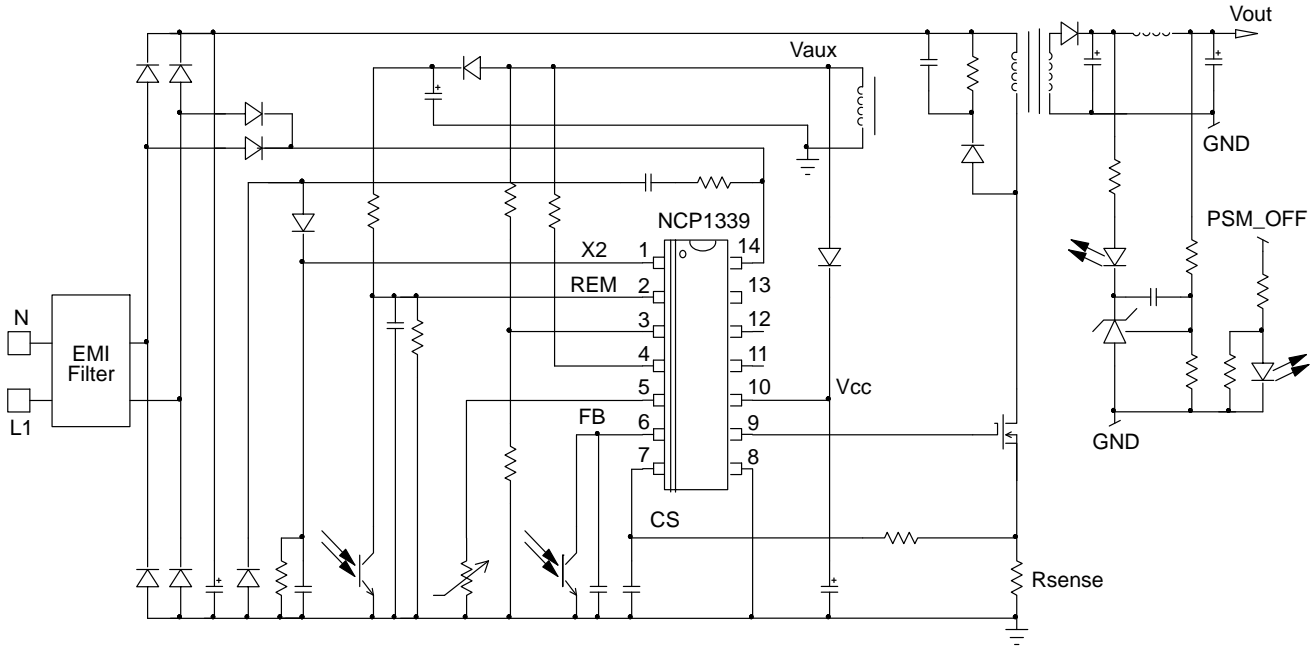 Vout
Vaux
GND
NCP1339
PSM_OFF
X2
1
14
REM
2
13
3
12
4
11
5
10
Vcc
FB
6
9
7
8
CS
N
EMI
Filter
L1
GND
Rsense
+
+
+
+
+